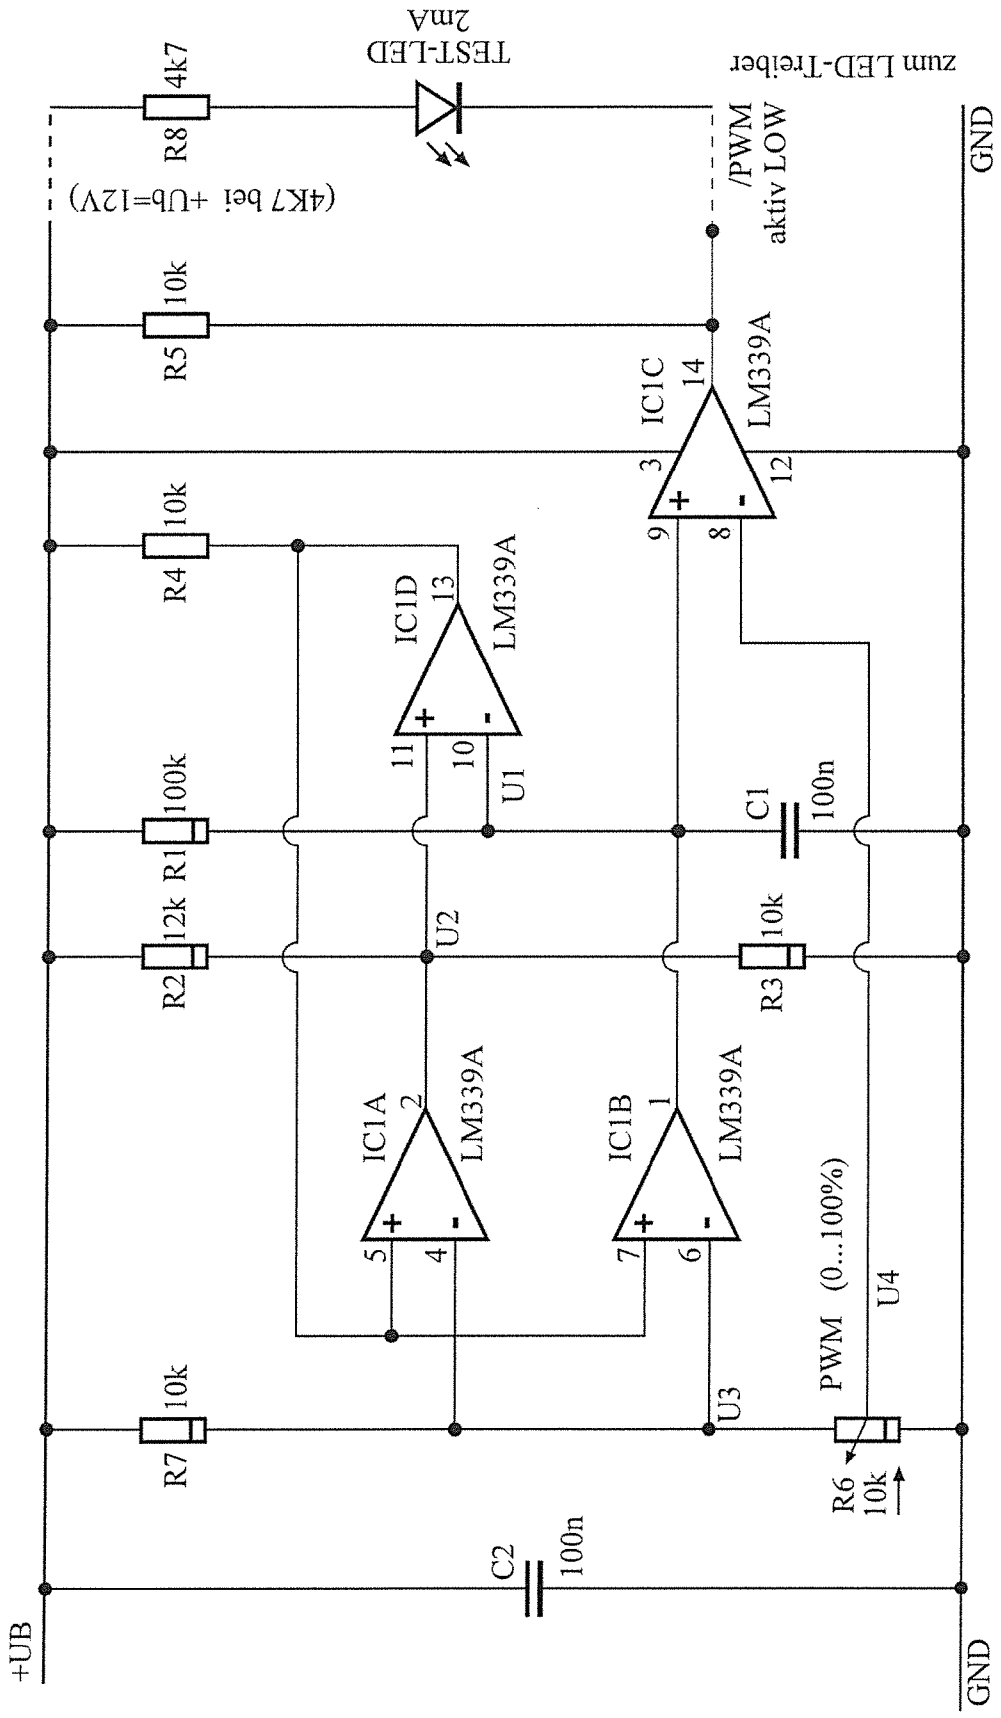 +UB
C2
100n
GND
R7
10k
U3
R6
10k
PWM (0...100%)
U4
5
4
+
-
IC1A
2
LM339A
7
6
+
-
IC1B
1
LM339A
R2
12k
U2
R3
10k
R1
100k
U1
C1
100n
11
10
+
-
IC1D
13
LM339A
R4
10k
9
8
+
-
3
12
IC1C
14
LM339A
R5
10k
(4K7 bei +Ub=12V)
R8
4k7
TEST-LED
2mA
/PWM
aktiv LOW
zum LED-Treiber
GND